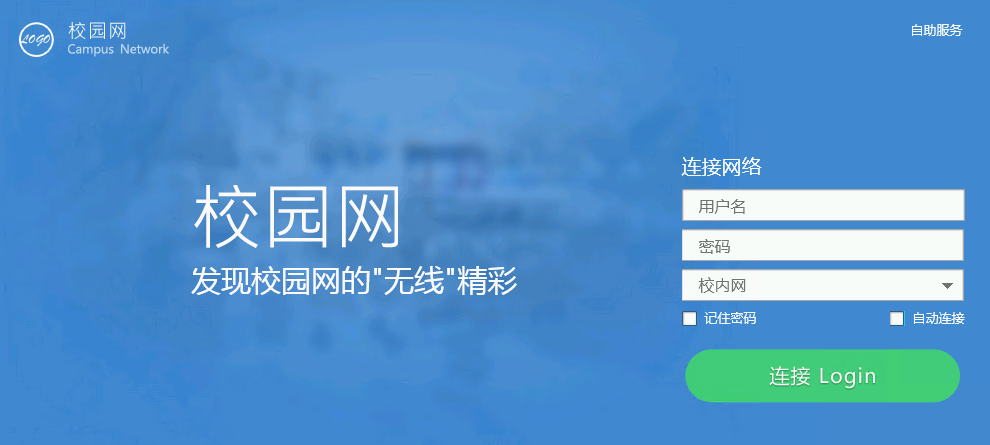 LOGO
校园网
Campus Network
自助服务
校园网
发现校园网的"无线"精彩
连接网络
用户名
密码
校内网
记住密码
自动连接
连接 Login